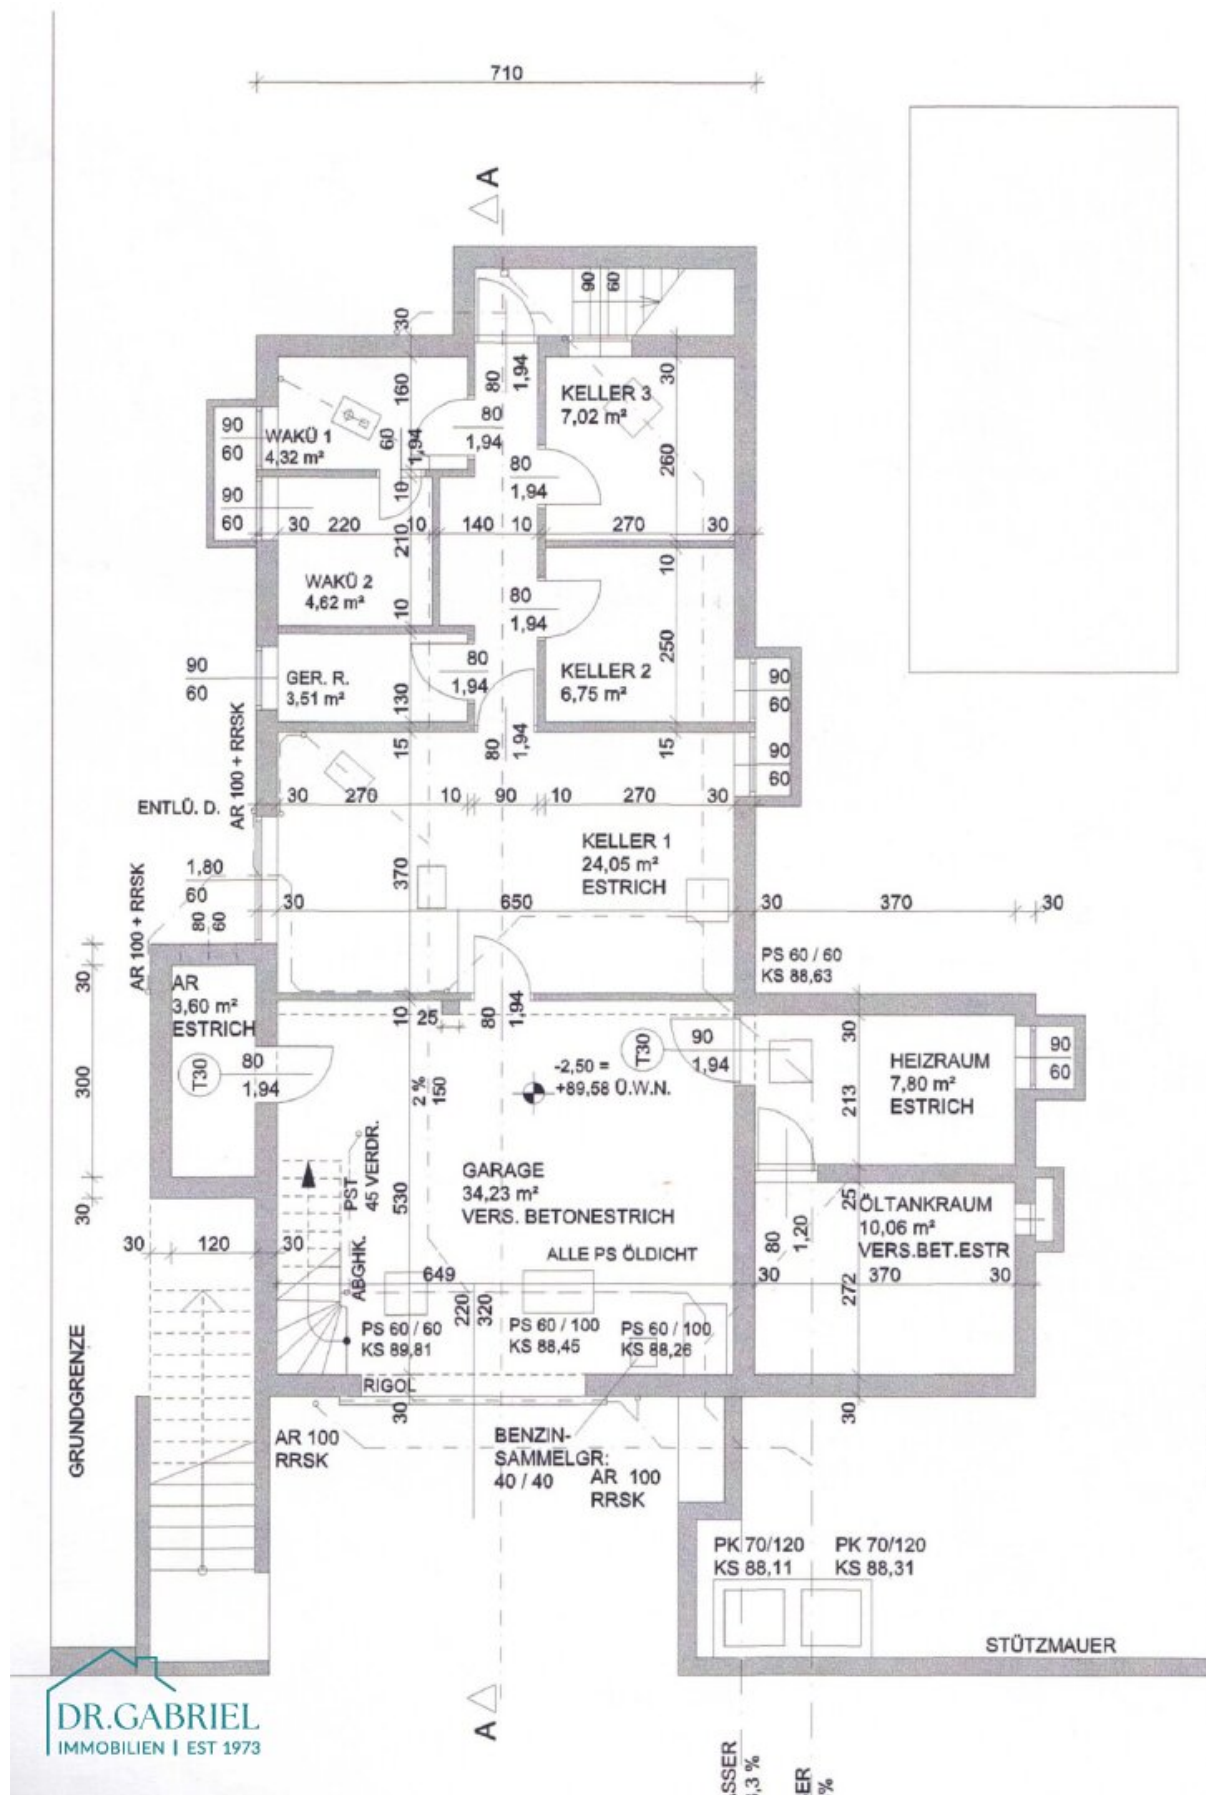 710
A
90
60
30
80
1,94
160
KELLER 3
7,02 m²
30
90
60
WAKÜ 1
4,32 m²
60
1,94
80
1,94
80
1,94
260
90
60
10
30
220
10
140
10
270
30
210
WAKÜ 2
4,62 m²
80
1,94
10
10
250
KELLER 2
6,75 m²
90
60
GER. R.
3,51 m²
80
1,94
130
90
60
AR 100 + RRSK
15
80
1,94
15
90
60
ENTLÜ. D.
30
270
10
90
10
270
30
KELLER 1
24,05 m²
ESTRICH
370
1,80
60
AR 100 + RRSK
80
60
30
650
30
370
30
PS 60 / 60
KS 88,63
30
AR
3,60 m²
ESTRICH
10
25
80
1,94
T30
90
1,94
30
HEIZRAUM
7,80 m²
ESTRICH
90
60
T30
80
1,94
-2,50 =
+89,58 Ü.W.N.
2 %
150
213
300
PST
45 VERDR.
GARAGE
34,23 m²
VERS. BETONESTRICH
530
25
ÖLTANKRAUM
10,06 m²
VERS.BET.ESTR
80
1,20
30
30
120
30
ABGHK.
ALLE PS ÖLDICHT
649
30
370
30
272
220
320
PS 60 / 60
KS 89,81
PS 60 / 100
KS 88,45
PS 60 / 100
KS 88,26
GRUNDGRENZE
RIGOL
30
30
AR 100
RRSK
BENZIN-
SAMMELGR:
40 / 40
AR 100
RRSK
PK 70/120
KS 88,11
PK 70/120
KS 88,31
STÜTZMAUER
A
DR.GABRIEL
IMMOBILIEN | EST 1973